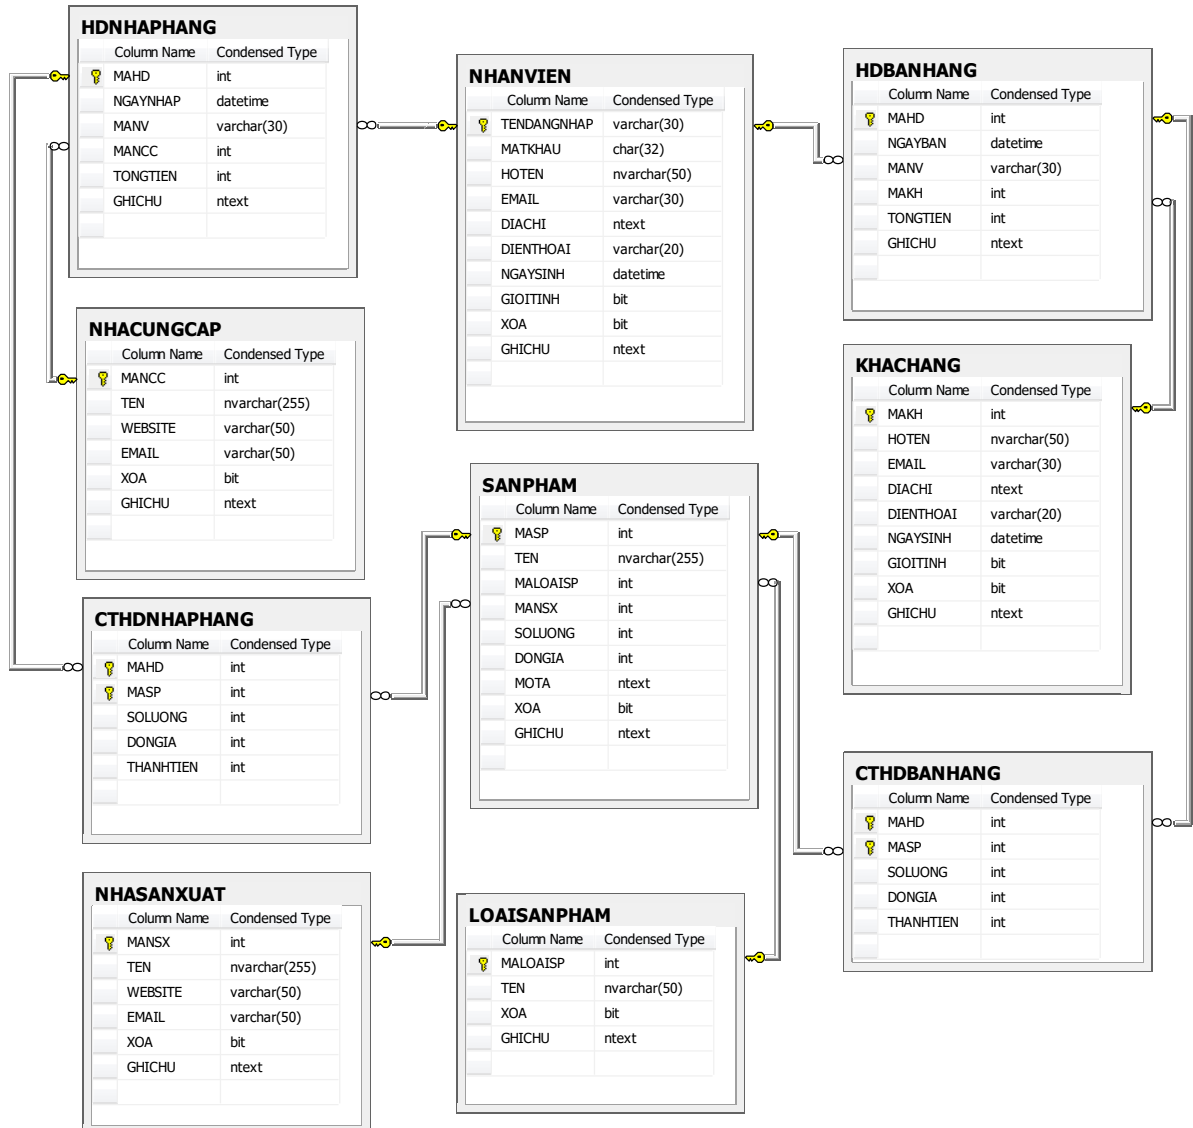 HDNHAPHANG
Column Name Condensed Type
MAHD int
NGAYNHAP datetime
MANV varchar(30)
MANCC int
TONGTIEN int
GHICHU ntext
NHANVIEN
Column Name Condensed Type
TENDANGNHAP varchar(30)
MATKHAU char(32)
HOTEN nvarchar(50)
EMAIL varchar(30)
DIACHI ntext
DIENTHOAI varchar(20)
NGAYSINH datetime
GIOITINH bit
XOA bit
GHICHU ntext
HDBANHANG
Column Name Condensed Type
MAHD int
NGAYBAN datetime
MANV varchar(30)
MAKH int
TONGTIEN int
GHICHU ntext
NHACUNGCAP
Column Name Condensed Type
MANCC int
TEN nvarchar(255)
WEBSITE varchar(50)
EMAIL varchar(50)
XOA bit
GHICHU ntext
KHACHANG
Column Name Condensed Type
MAKH int
HOTEN nvarchar(50)
EMAIL varchar(30)
DIACHI ntext
DIENTHOAI varchar(20)
NGAYSINH datetime
GIOITINH bit
XOA bit
GHICHU ntext
SANPHAM
Column Name Condensed Type
MASP int
TEN nvarchar(255)
MALOAISP int
MANSX int
SOLUONG int
DONGIA int
MOTA ntext
XOA bit
GHICHU ntext
CTHDNHAPHANG
Column Name Condensed Type
MAHD int
MASP int
SOLUONG int
DONGIA int
THANHTIEN int
CTHDBANHANG
Column Name Condensed Type
MAHD int
MASP int
SOLUONG int
DONGIA int
THANHTIEN int
NHASANXUAT
Column Name Condensed Type
MANSX int
TEN nvarchar(255)
WEBSITE varchar(50)
EMAIL varchar(50)
XOA bit
GHICHU ntext
LOAISANPHAM
Column Name Condensed Type
MALOAISP int
TEN nvarchar(50)
XOA bit
GHICHU ntext